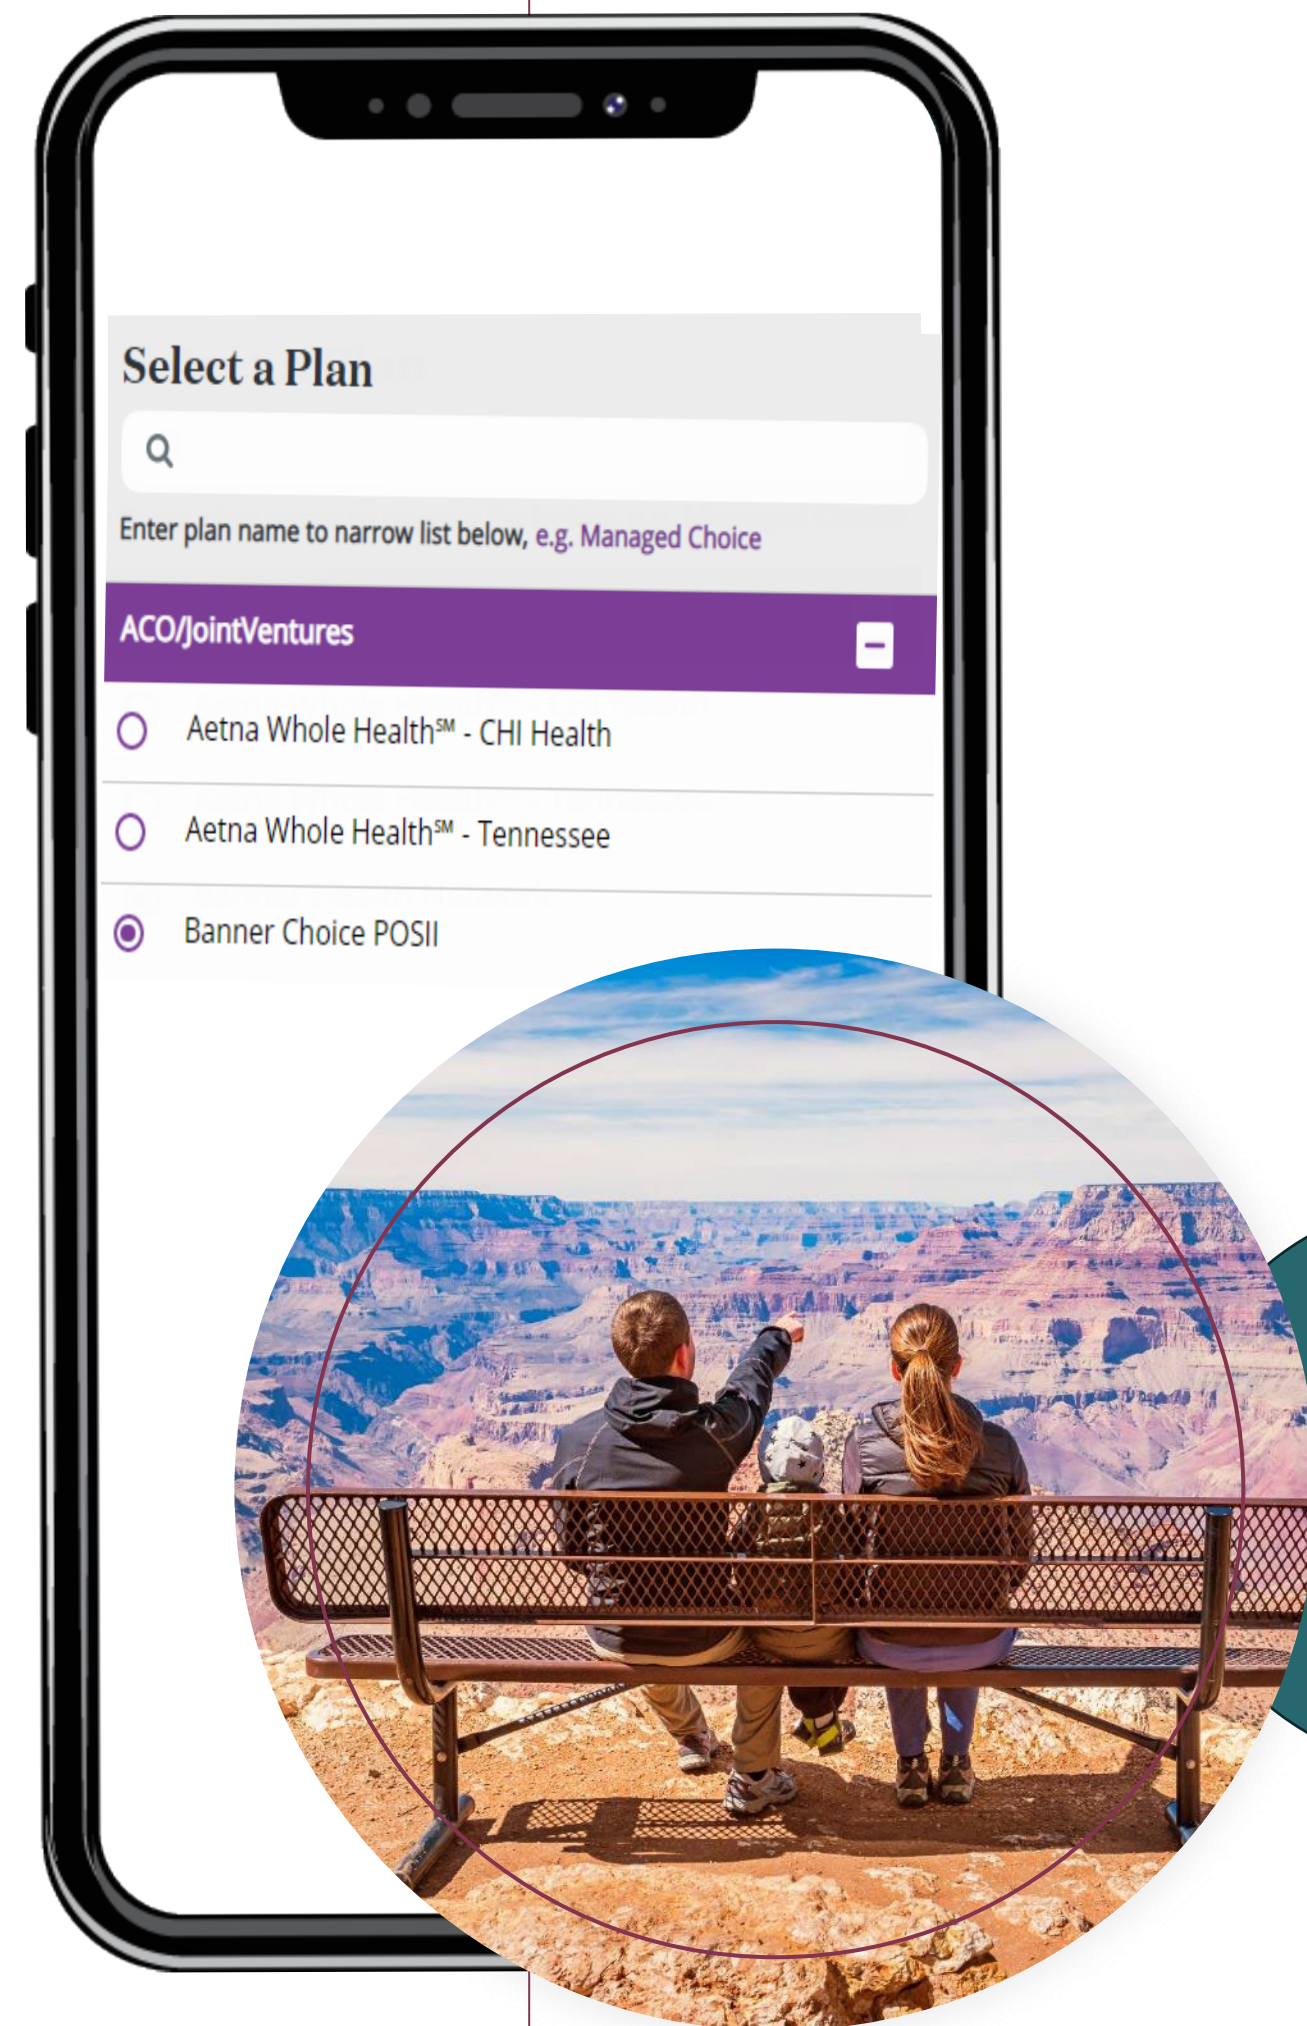 Select a Plan
Enter plan name to narrow list below, e.g. Managed Choice
ACO/JointVentures
Aetna Whole Health℠ - CHI Health
Aetna Whole Health℠ - Tennessee
Banner Choice POSII